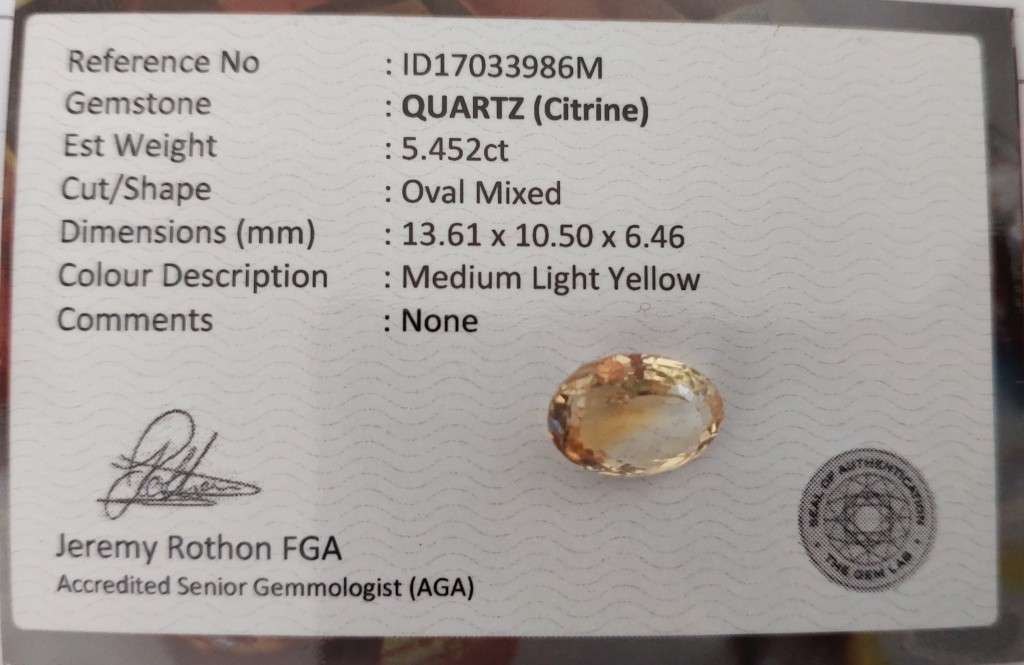 Reference No : ID17033986M
Gemstone : QUARTZ (Citrine)
Est Weight : 5.452ct
Cut/Shape : Oval Mixed
Dimensions (mm) : 13.61 x 10.50 x 6.46
Colour Description : Medium Light Yellow
Comments : None
Jeremy Rothon FGA
Accredited Senior Gemmologist (AGA)
SEAL OF AUTHENTICATION
• THE GEM LAB •